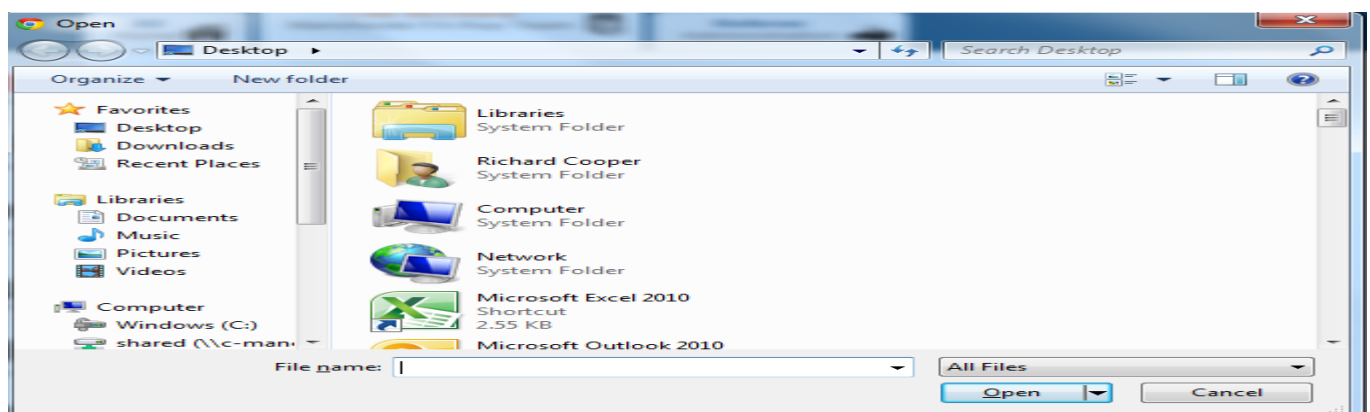 Open
Desktop
Search Desktop
Organize
New folder
Favorites
Desktop
Downloads
Recent Places
Libraries
Documents
Music
Pictures
Videos
Computer
Windows (C:)
shared (\\c-man
Libraries
System Folder
Richard Cooper
System Folder
Computer
System Folder
Network
System Folder
Microsoft Excel 2010
Shortcut
2.55 KB
Microsoft Outlook 2010
File name:
All Files
Open
Cancel